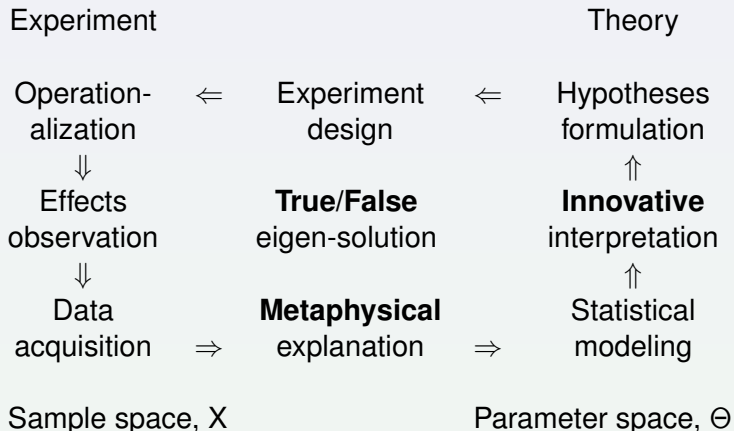 Experiment Theory
Operation- ⇐ Experiment ⇐ Hypotheses
alization design formulation
⇓ ⇑
Effects True/False Innovative
observation eigen-solution interpretation
⇓ ⇑
Data Metaphysical Statistical
acquisition ⇒ explanation ⇒ modeling
Sample space, X Parameter space, Θ